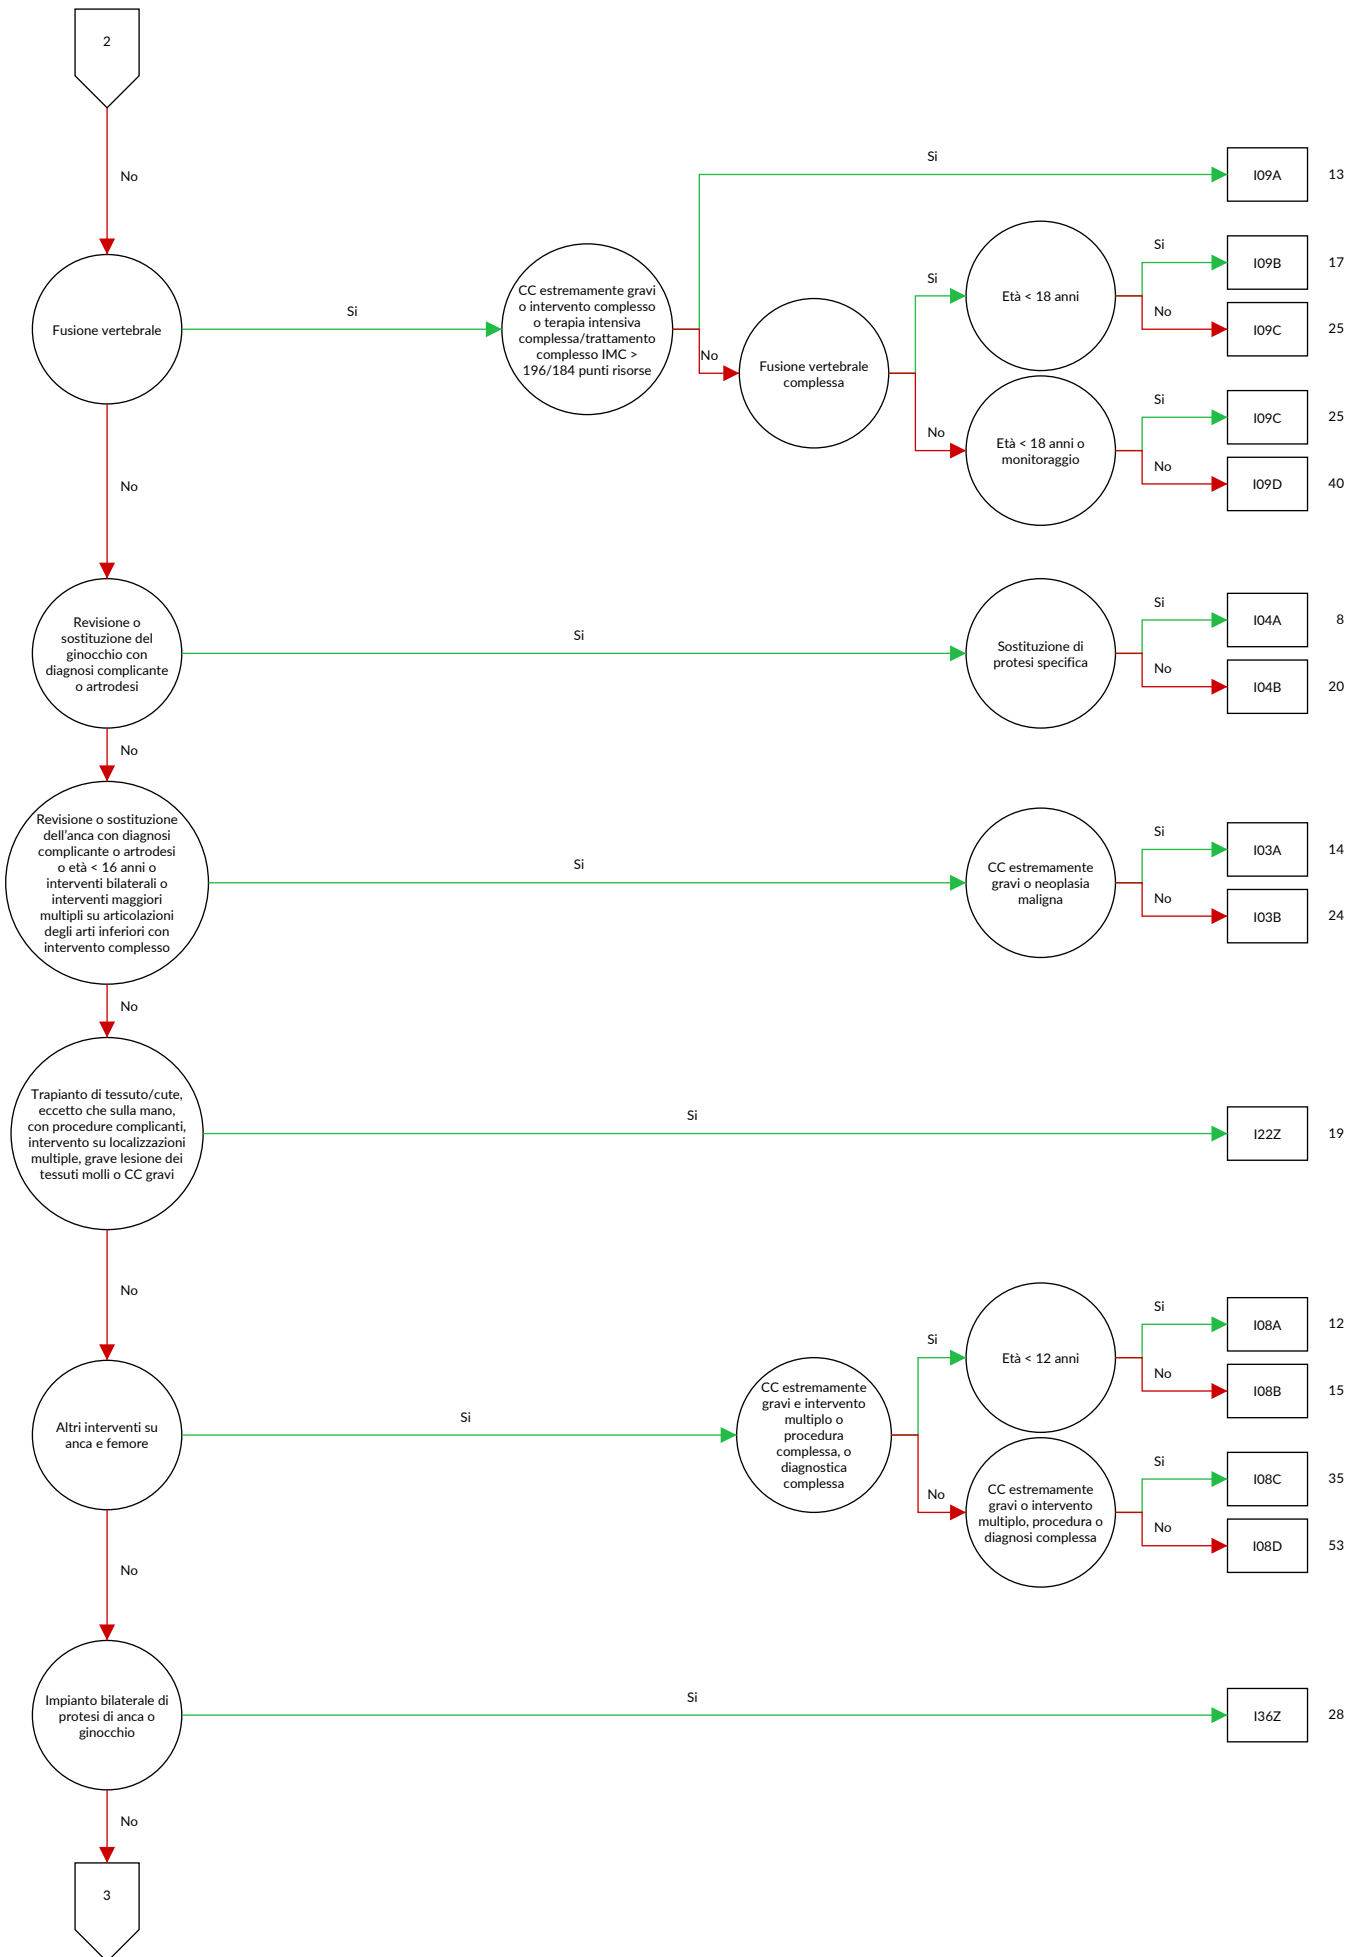 2
No
Si
I09A
13
Fusione vertebrale
Si
CC estremamente gravi
o intervento complesso
o terapia intensiva
complessa/trattamento
complesso IMC >
196/184 punti risorse
No
Fusione vertebrale
complessa
Si
Età < 18 anni
Si
I09B
17
No
I09C
25
No
Età < 18 anni o
monitoraggio
Si
I09C
25
No
I09D
40
No
Revisione o
sostituzione del
ginocchio con
diagnosi complicante
o artrodesi
Si
Sostituzione di
protesi specifica
Si
I04A
8
No
I04B
20
No
Revisione o sostituzione
dell'anca con diagnosi
complicante o artrodesi
o età < 16 anni o
interventi bilaterali o
interventi maggiori
multipli su articolazioni
degli arti inferiori con
intervento complesso
Si
CC estremamente
gravi o neoplasia
maligna
Si
I03A
14
No
I03B
24
No
Trapianto di tessuto/cute,
eccetto che sulla mano,
con procedure complicanti,
intervento su localizzazioni
multiple, grave lesione dei
tessuti molli o CC gravi
Si
I22Z
19
No
Altri interventi su
anca e femore
Si
CC estremamente
gravi e intervento
multiplo o
procedura
complessa, o
diagnostica
complessa
Si
Età < 12 anni
Si
I08A
12
No
I08B
15
No
CC estremamente
gravi o intervento
multiplo, procedura o
diagnosi complessa
Si
I08C
35
No
I08D
53
No
Impianto bilaterale di
protesi di anca o
ginocchio
Si
I36Z
28
No
3